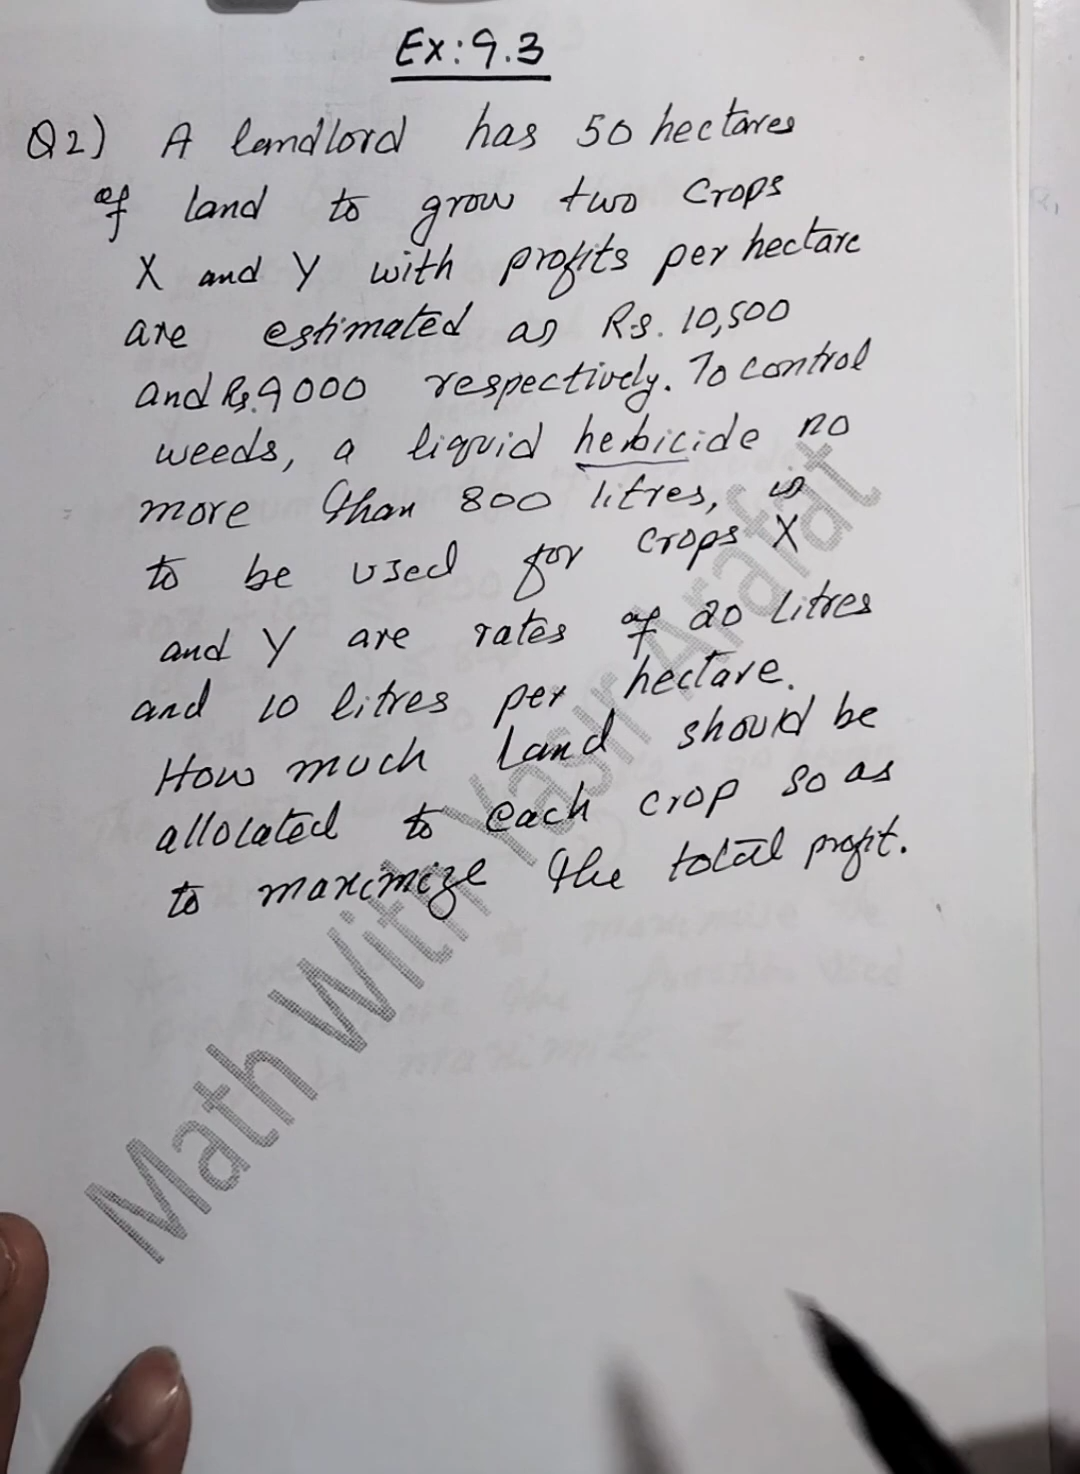 Ex: 9.3
Q2) A landlord has 50 hectares
of land to grow two crops
X and Y with profits per hectare
are estimated as Rs. 10,500
and Rs. 9000 respectively. To control
weeds, a liquid herbicide no
more than 800 litres, is
to be used for crops X
and Y are rates of 20 litres
and 10 litres per hectare.
How much Land should be
allocated to each crop so as
to maximize the total profit.
Math With Yasir Arafat